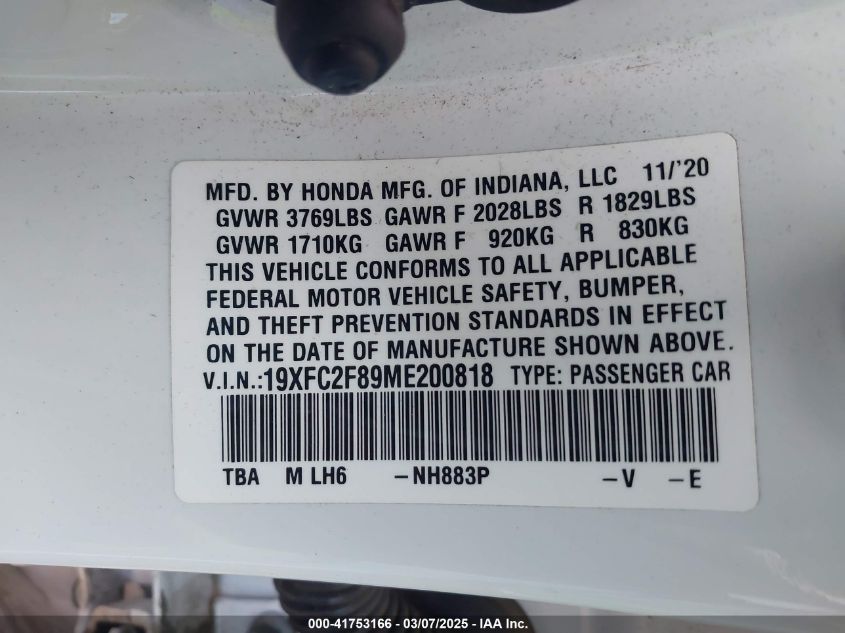 MFD. BY HONDA MFG. OF INDIANA, LLC 11/'20
GVWR 3769LBS GAWR F 2028LBS R 1829LBS
GVWR 1710KG GAWR F 920KG R 830KG
THIS VEHICLE CONFORMS TO ALL APPLICABLE
FEDERAL MOTOR VEHICLE SAFETY, BUMPER,
AND THEFT PREVENTION STANDARDS IN EFFECT
ON THE DATE OF MANUFACTURE SHOWN ABOVE.
V.I.N.:19XFC2F89ME200818 TYPE: PASSENGER CAR
TBA M LH6 -NH883P -V -E
000-41753166 - 03/07/2025 - IAA Inc.